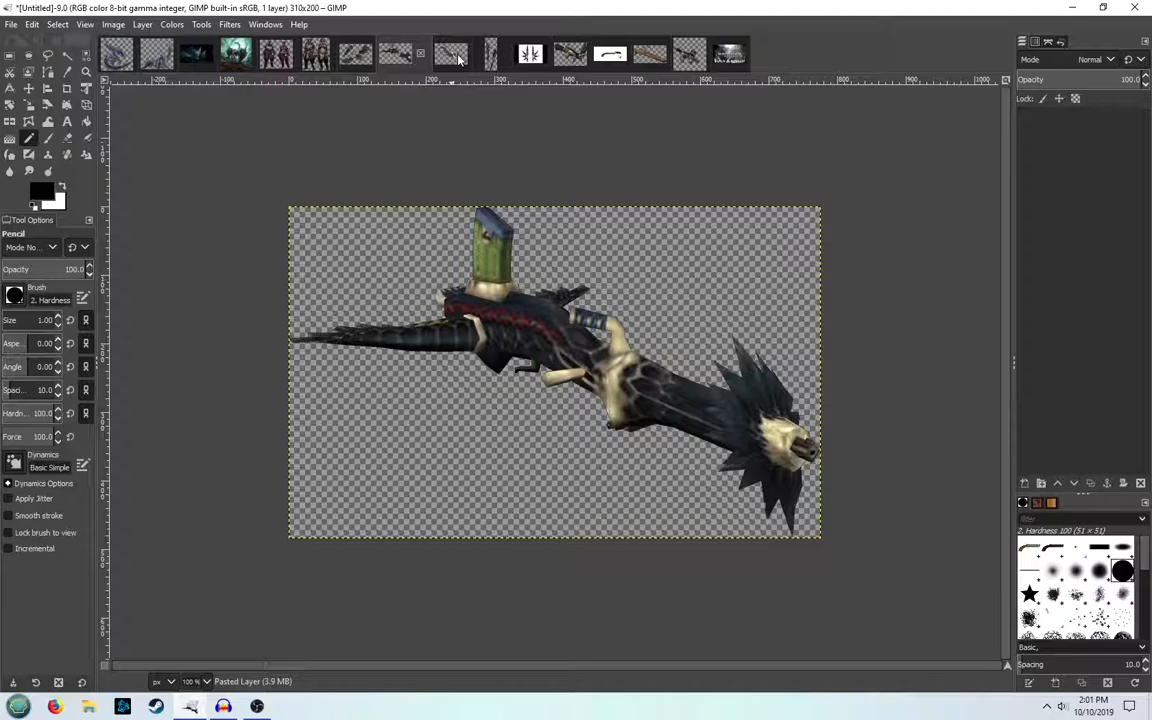 *[Untitled]-9.0 (RGB color 8-bit gamma integer, GIMP built-in sRGB, 1 layer) 310x200 – GIMP
File Edit Select View Image Layer Colors Tools Filters Windows Help
Mode Normal
Opacity 100.0
Lock:
Tool Options
Pencil
Mode No...
Opacity 100.0
Brush
2. Hardness
Size 1.00
Aspe... 0.00
Angle 0.00
Spaci... 10.0
Hardn... 100.0
Force 100.0
Dynamics
Basic Simple
Dynamics Options
Apply Jitter
Smooth stroke
Lock brush to view
Incremental
filter
2. Hardness 100 (51 × 51)
Basic,
Spacing 10.0
px 100 % Pasted Layer (3.9 MB)
2:01 PM
10/10/2019